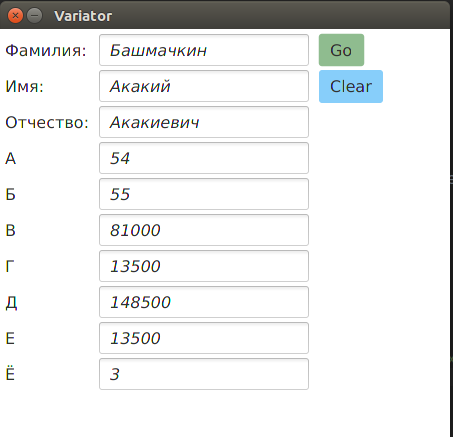 Variator
Фамилия: Башмачкин Go
Имя: Акакий Clear
Отчество: Акакиевич
А 54
Б 55
В 81000
Г 13500
Д 148500
Е 13500
Ё 3